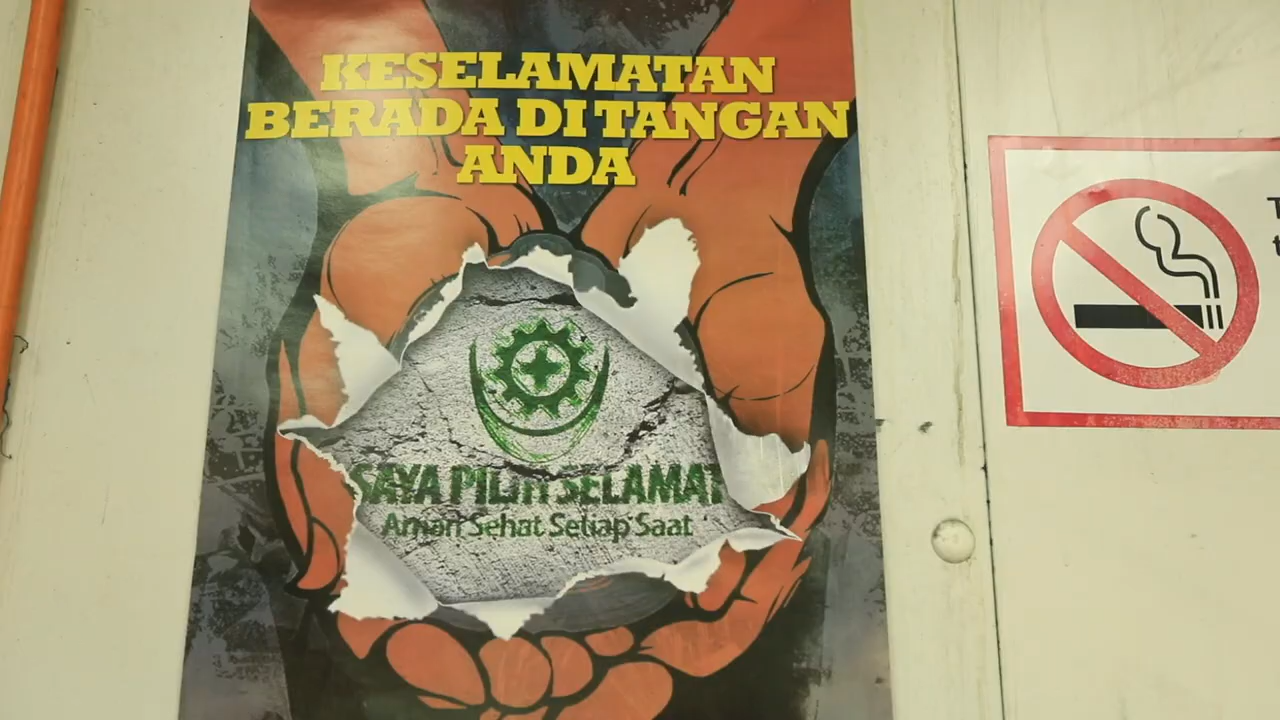 KESELAMATAN
BERADA DI TANGAN
ANDA
SAYA PILIH SELAMAT
Aman Sehat Setiap Saat